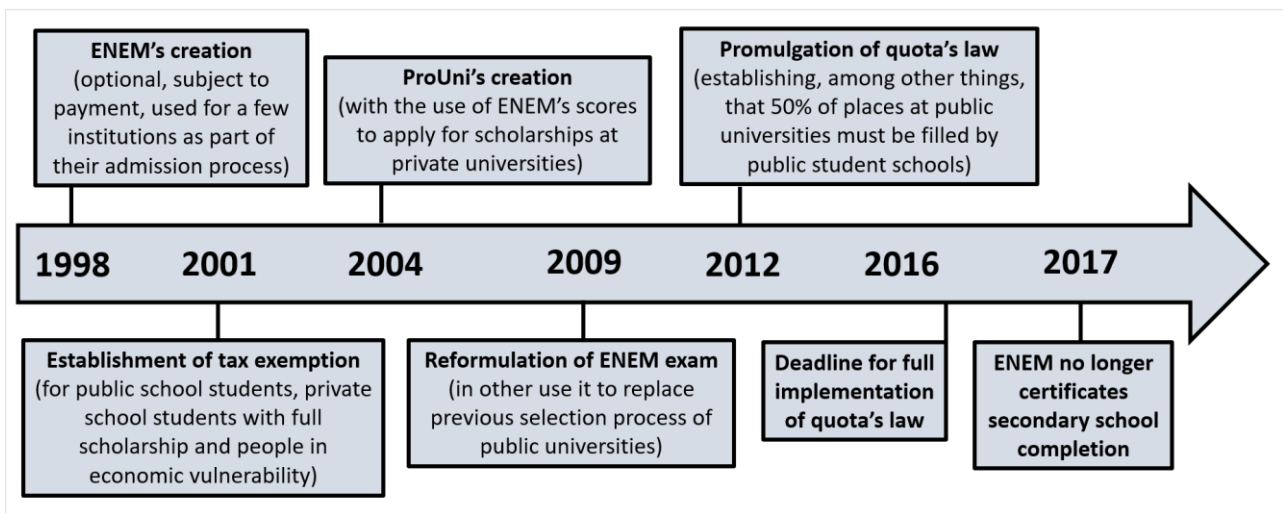 ENEM's creation
(optional, subject to
payment, used for a few
institutions as part of
their admission process)
ProUni's creation
(with the use of ENEM's scores
to apply for scholarships at
private universities)
Promulgation of quota's law
(establishing, among other things,
that 50% of places at public
universities must be filled by
public student schools)
1998 2001 2004 2009 2012 2016 2017
Establishment of tax exemption
(for public school students, private
school students with full
scholarship and people in
economic vulnerability)
Reformulation of ENEM exam
(in other use it to replace
previous selection process of
public universities)
Deadline for full
implementation
of quota's law
ENEM no longer
certificates
secondary school
completion